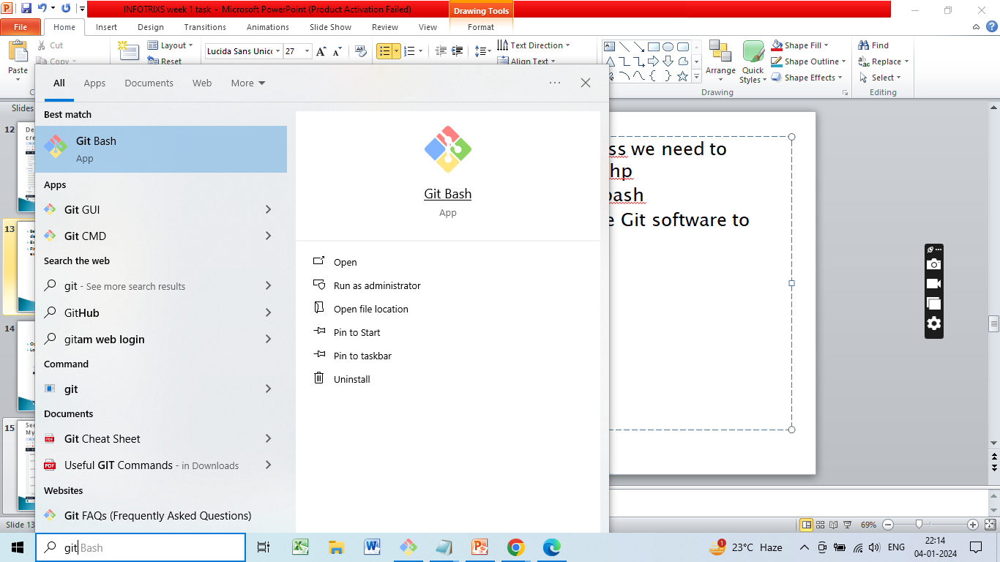 INFOTRIXS week 1 task - Microsoft PowerPoint (Product Activation Failed)
Drawing Tools
File Home Insert Design Transitions Animations Slide Show Review View Format
Paste
Cut
Copy
Layout
Reset
Lucida Sans Unico
27
Text Direction
Align Text
Arrange
Quick Styles
Shape Fill
Shape Outline
Shape Effects
Drawing
Find
Replace
Select
Editing
All Apps Documents Web More
Best match
Git Bash
App
Apps
Git GUI
Git CMD
Search the web
git - See more search results
GitHub
gitam web login
Command
git
Documents
Git Cheat Sheet
Useful GIT Commands - in Downloads
Websites
Git FAQs (Frequently Asked Questions)
Git Bash
App
Open
Run as administrator
Open file location
Pin to Start
Pin to taskbar
Uninstall
Slides
12
13
14
15
ss we need to
hp
bash
e Git software to
Slide 13
69%
git Bash
1
23°C Haze
ENG
22:14
04-01-2024